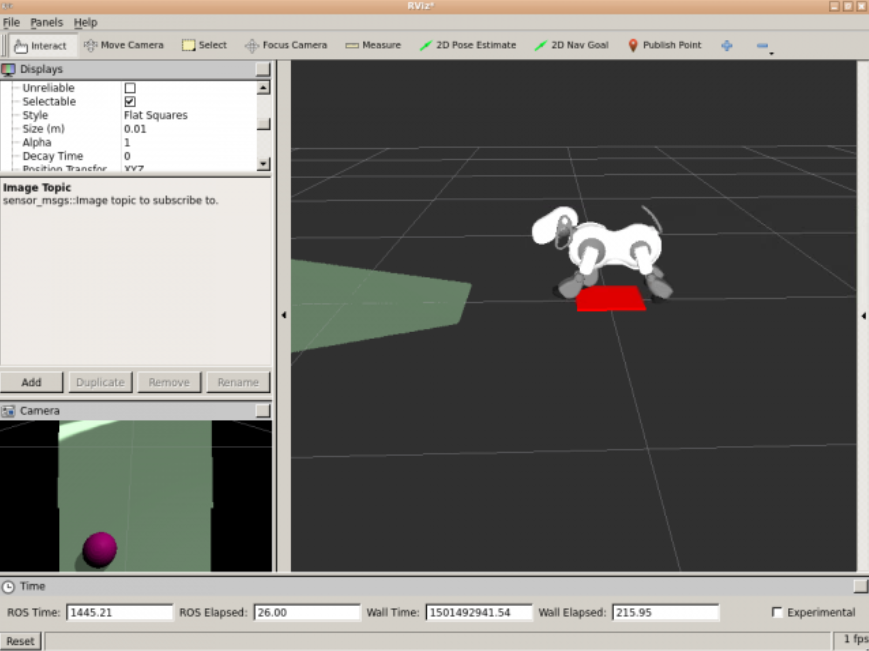 RViz*
File Panels Help
Interact Move Camera Select Focus Camera Measure 2D Pose Estimate 2D Nav Goal Publish Point
Displays
Unreliable
Selectable
Style Flat Squares
Size (m) 0.01
Alpha 1
Decay Time 0
Position Transfor XYZ
Image Topic
sensor_msgs::Image topic to subscribe to.
Add Duplicate Remove Rename
Camera
Time
ROS Time: 1445.21 ROS Elapsed: 26.00 Wall Time: 1501492941.54 Wall Elapsed: 215.95 Experimental
Reset 1 fps